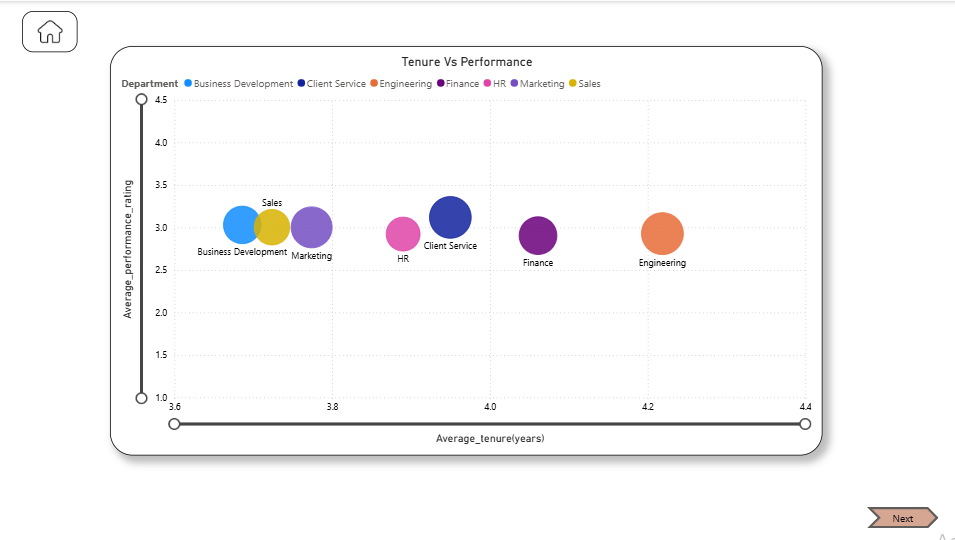 Tenure Vs Performance
Department Business Development Client Service Engineering Finance HR Marketing Sales
Average_performance_rating
4.5
4.0
3.5
3.0
2.5
2.0
1.5
1.0
Sales
Business Development
Marketing
HR
Client Service
Finance
Engineering
3.6 3.8 4.0 4.2 4.4
Average_tenure(years)
Next